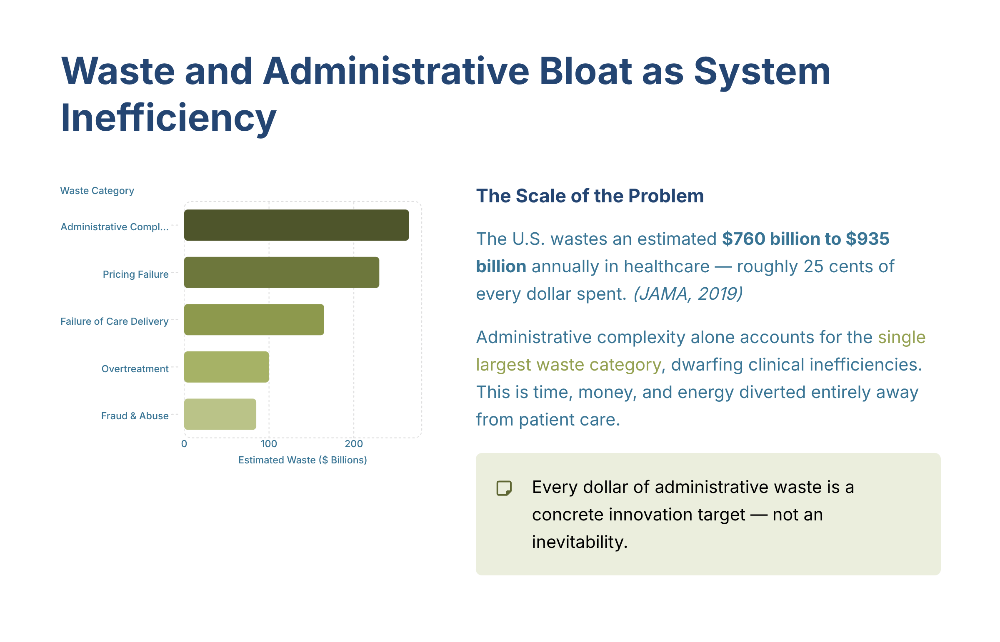 Waste and Administrative Bloat as System
Inefficiency
Waste Category
Administrative Compl...
Pricing Failure
Failure of Care Delivery
Overtreatment
Fraud & Abuse
0 100 200
Estimated Waste ($ Billions)
The Scale of the Problem
The U.S. wastes an estimated $760 billion to $935
billion annually in healthcare — roughly 25 cents of
every dollar spent. (JAMA, 2019)
Administrative complexity alone accounts for the single
largest waste category, dwarfing clinical inefficiencies.
This is time, money, and energy diverted entirely away
from patient care.
Every dollar of administrative waste is a
concrete innovation target — not an
inevitability.